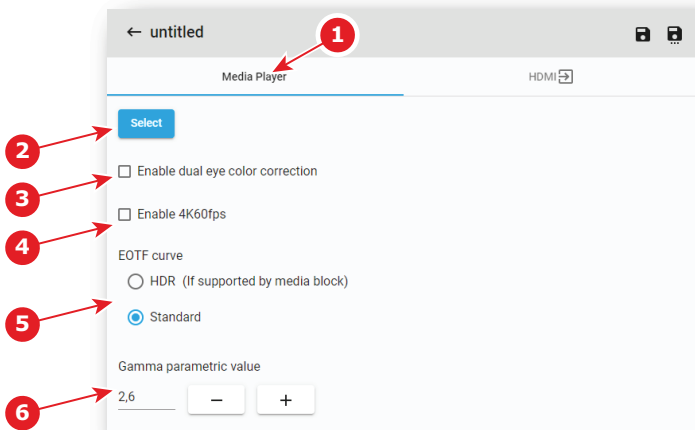 ← untitled
1
Media Player
HDMI
Select
2
Enable dual eye color correction
3
Enable 4K60fps
4
EOTF curve
HDR (If supported by media block)
5
Standard
Gamma parametric value
2,6
− +
6